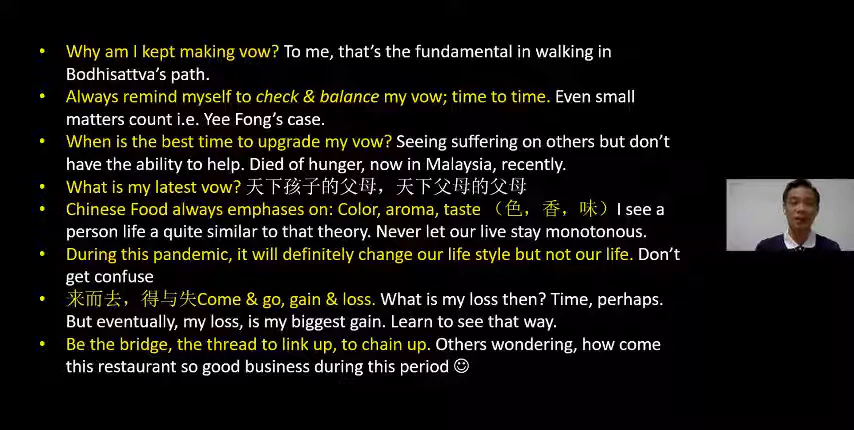 • Why am I kept making vow? To me, that's the fundamental in walking in
Bodhisattva's path.
• Always remind myself to check & balance my vow; time to time. Even small
matters count i.e. Yee Fong's case.
• When is the best time to upgrade my vow? Seeing suffering on others but don't
have the ability to help. Died of hunger, now in Malaysia, recently.
• What is my latest vow? 天下孩子的父母，天下父母的父母
• Chinese Food always emphases on: Color, aroma, taste （色，香，味）I see a
person life a quite similar to that theory. Never let our live stay monotonous.
• During this pandemic, it will definitely change our life style but not our life. Don't
get confuse
• 来而去，得与失Come & go, gain & loss. What is my loss then? Time, perhaps.
But eventually, my loss, is my biggest gain. Learn to see that way.
• Be the bridge, the thread to link up, to chain up. Others wondering, how come
this restaurant so good business during this period ☺